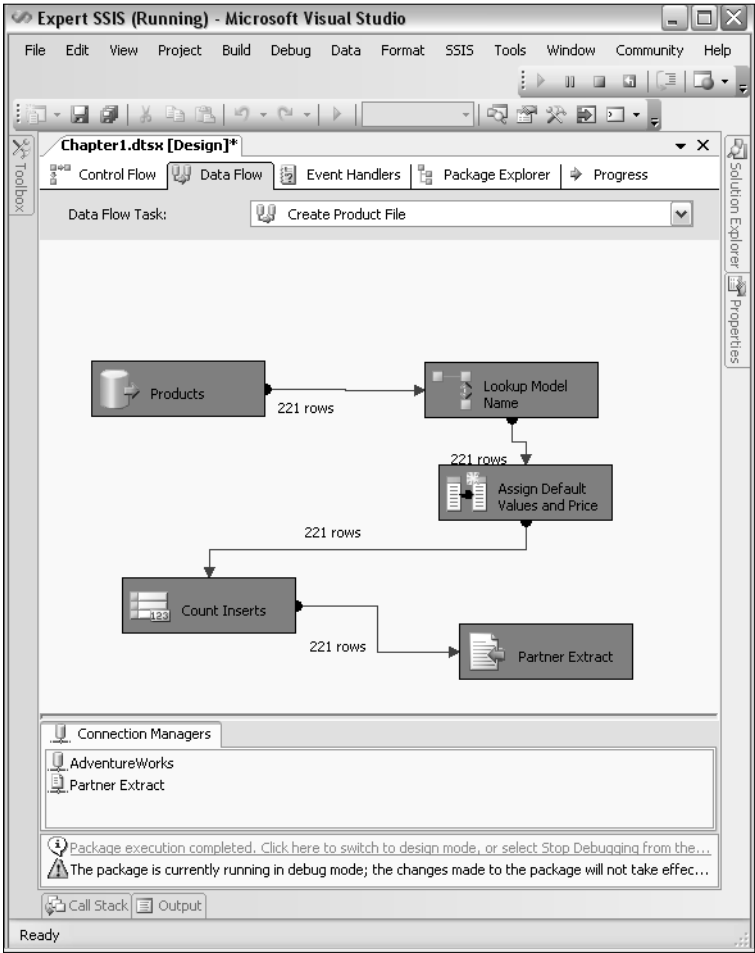 Expert SSIS (Running) - Microsoft Visual Studio
File Edit View Project Build Debug Data Format SSIS Tools Window Community Help
Chapter1.dtsx [Design]*
Control Flow Data Flow Event Handlers Package Explorer Progress
Data Flow Task: Create Product File
Toolbox
Solution Explorer
Properties
Products
221 rows
Lookup Model
Name
221 rows
Assign Default
Values and Price
221 rows
123
Count Inserts
221 rows
Partner Extract
Connection Managers
AdventureWorks
Partner Extract
Package execution completed. Click here to switch to design mode, or select Stop Debugging from the...
The package is currently running in debug mode; the changes made to the package will not take effec...
Call Stack Output
Ready